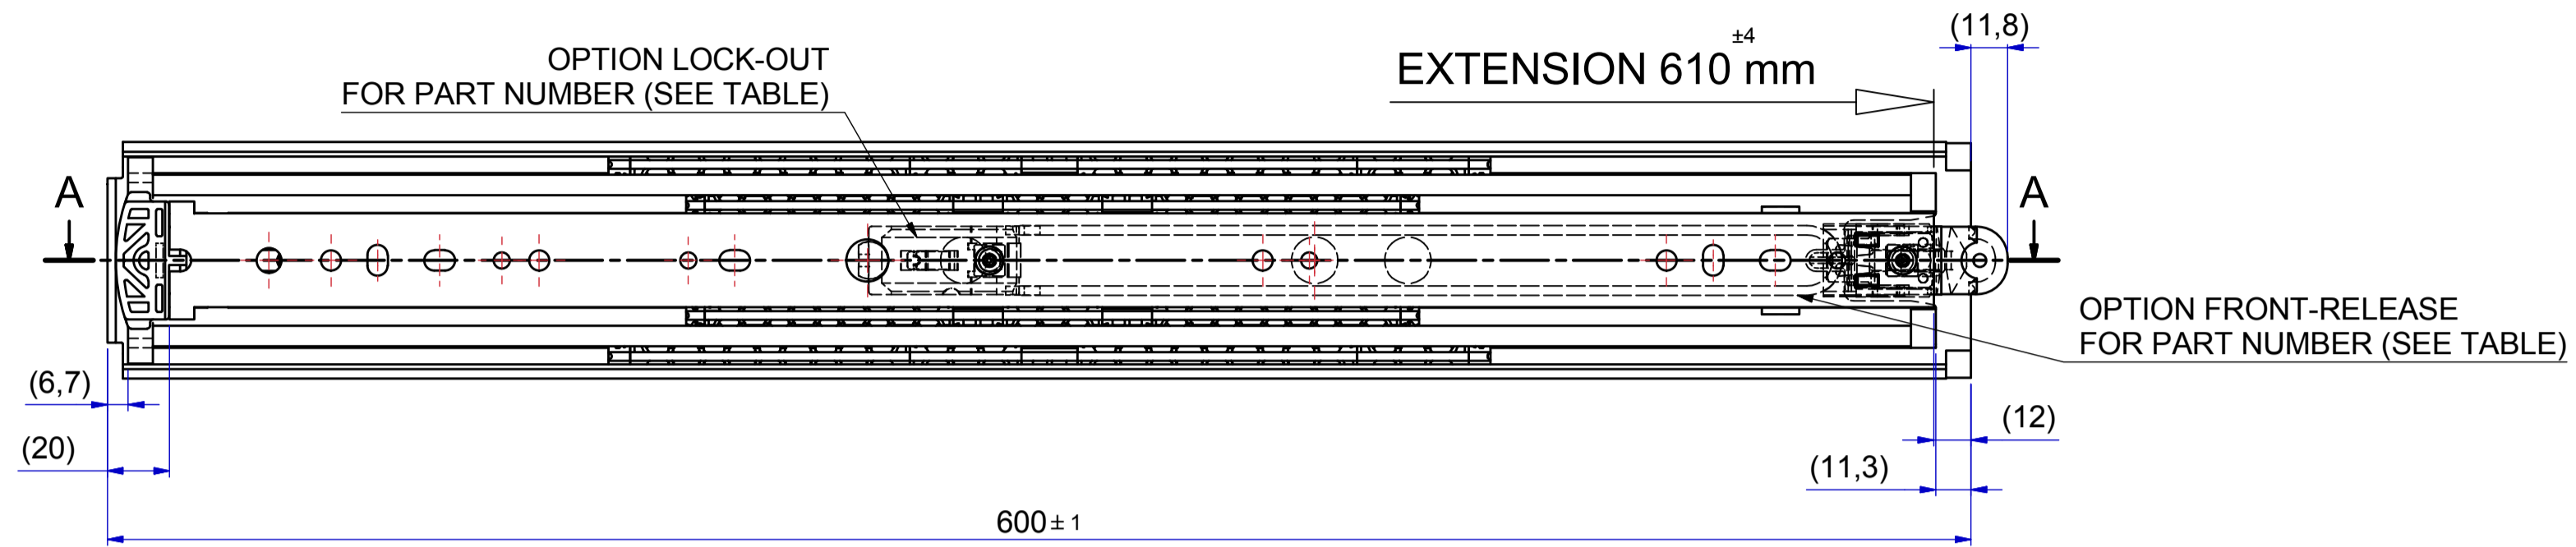 (11,8)
±4
EXTENSION 610 mm
OPTION LOCK-OUT
FOR PART NUMBER (SEE TABLE)
A
A
OPTION FRONT-RELEASE
FOR PART NUMBER (SEE TABLE)
(6,7)
(12)
(20)
(11,3)
600 ± 1